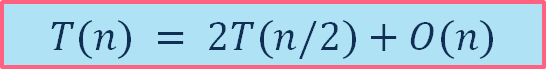 T(n) = 2T(n/2) + O(n)